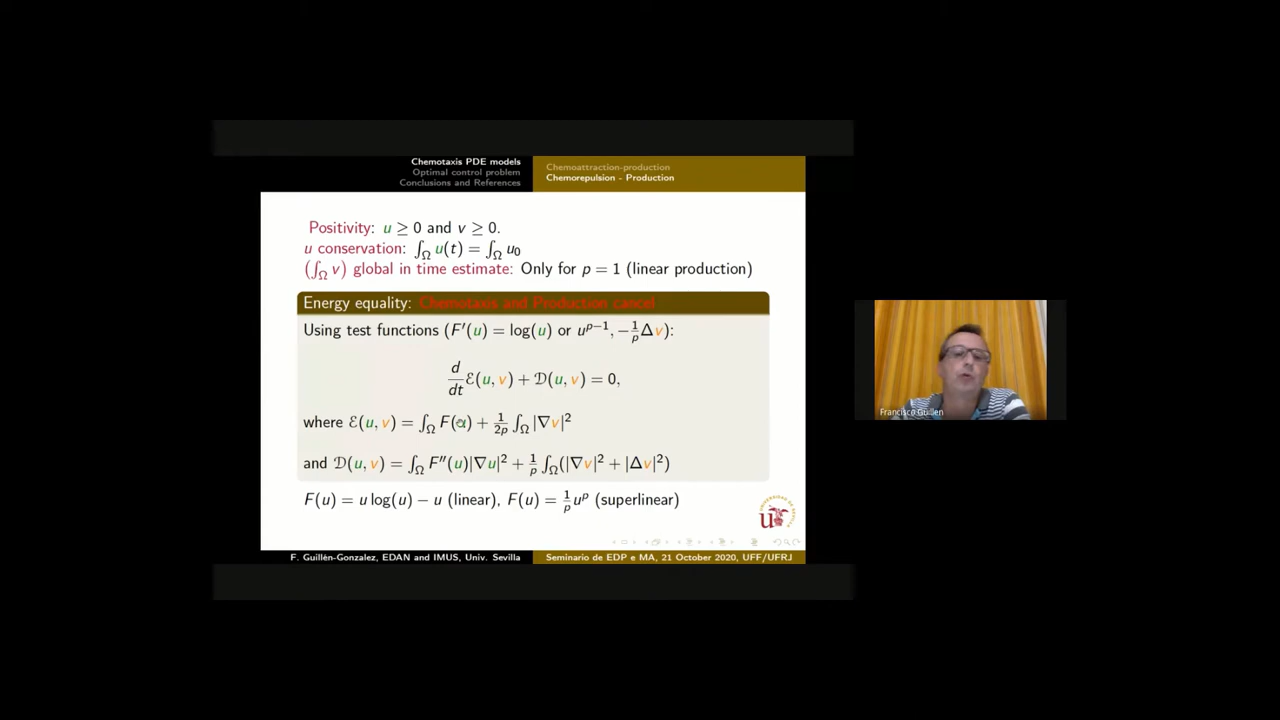 Chemotaxis PDE models
Optimal control problem
Conclusions and References
Chemoattraction-production
Chemorepulsion - Production
Positivity: u ≥ 0 and v ≥ 0.
u conservation: ∫_Ω u(t) = ∫_Ω u₀
(∫_Ω v) global in time estimate: Only for p = 1 (linear production)
Energy equality: Chemotaxis and Production cancel
Using test functions (F′(u) = log(u) or u^{p−1}, −1/p Δv):
d/dt ℰ(u, v) + 𝒟(u, v) = 0,
where ℰ(u, v) = ∫_Ω F(u) + 1/2p ∫_Ω |∇v|²
and 𝒟(u, v) = ∫_Ω F″(u)|∇u|² + 1/p ∫_Ω (|∇v|² + |Δv|²)
F(u) = u log(u) − u (linear), F(u) = 1/p u^p (superlinear)
F. Guillén-Gonzalez, EDAN and IMUS, Univ. Sevilla
Seminario de EDP e MA, 21 October 2020, UFF/UFRJ
Francisco Guillen